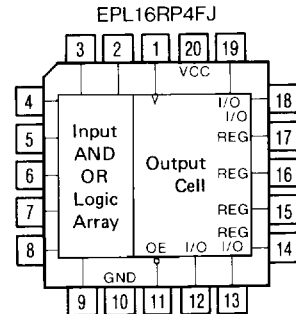 EPL16RP4FJ
3 2 1 20 19
VCC
4 I/O 18
I/O
5 Input REG 17
AND Output
6 OR Cell REG 16
Logic
7 Array REG 15
REG
8 OE I/O I/O 14
GND
9 10 11 12 13